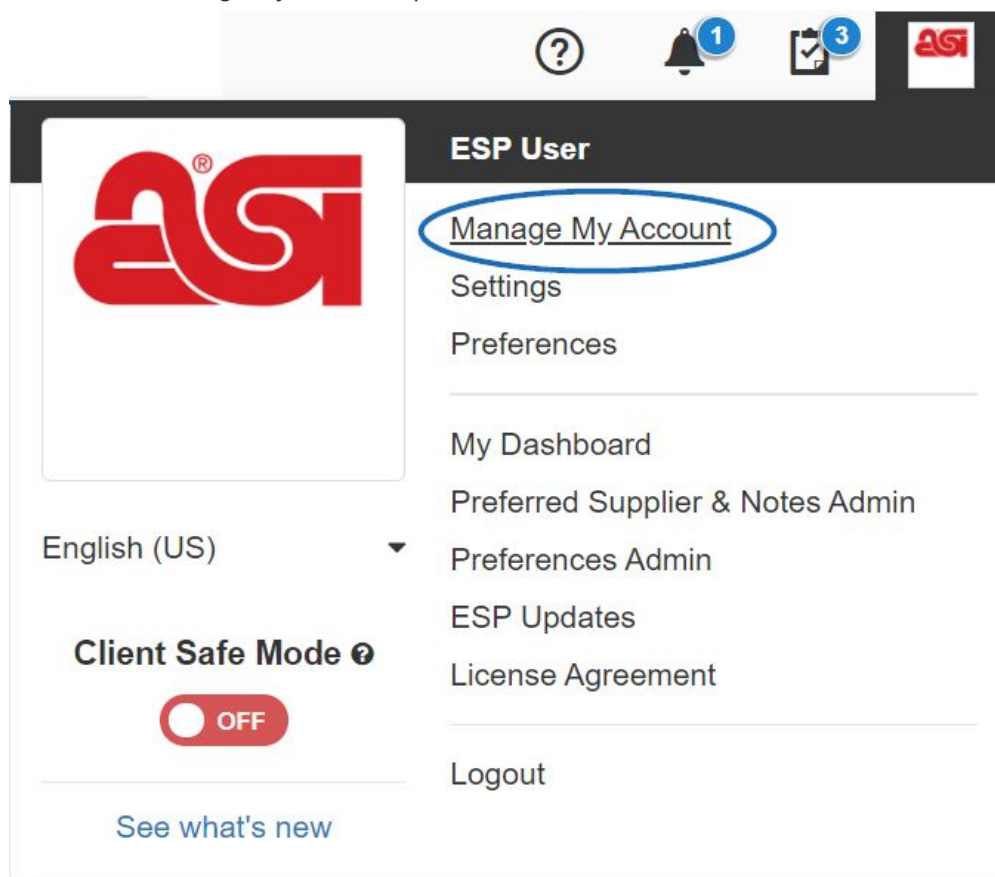 ?
1
3
asi
ESP User
asi®
Manage My Account
Settings
Preferences
My Dashboard
Preferred Supplier & Notes Admin
English (US)
Preferences Admin
ESP Updates
Client Safe Mode ?
License Agreement
OFF
Logout
See what's new